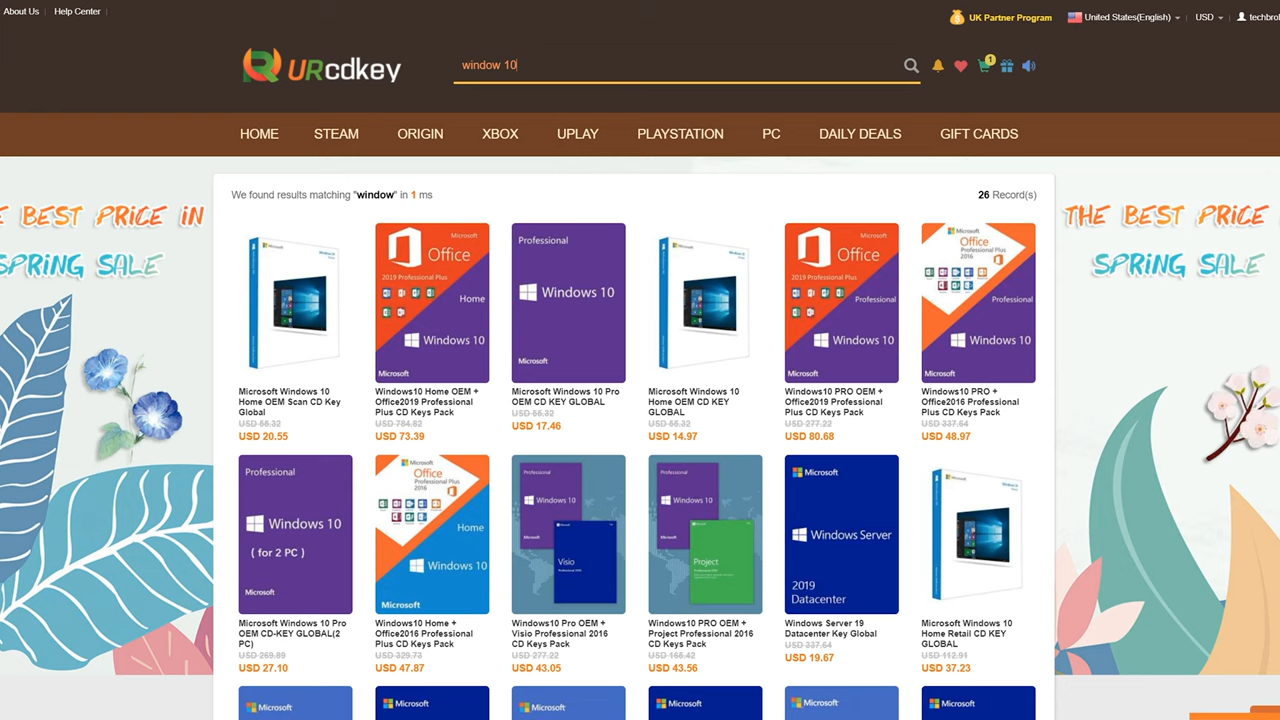 About Us
Help Center
UK Partner Program
United States(English)
USD
URcdkey
window 10
1
HOME
STEAM
ORIGIN
XBOX
UPLAY
PLAYSTATION
PC
DAILY DEALS
GIFT CARDS
BEST PRICE IN
SPRING SALE
THE BEST PRICE
SPRING SALE
We found results matching "window" in 1 ms
26 Record(s)
Microsoft
Office
2019 Professional Plus
Home
Windows 10
Microsoft
Professional
Windows 10
Microsoft
Microsoft
Office
2019 Professional Plus
Professional
Windows 10
Microsoft
Microsoft
Office
Professional Plus
2016
Professional
Windows 10
Microsoft
Microsoft Windows 10
Home OEM Scan CD Key
Global
USD 55.32
USD 20.55
Windows10 Home OEM +
Office2019 Professional
Plus CD Keys Pack
USD 784.82
USD 73.39
Microsoft Windows 10 Pro
OEM CD KEY GLOBAL
USD 55.32
USD 17.46
Microsoft Windows 10
Home OEM CD KEY
GLOBAL
USD 55.32
USD 14.97
Windows10 PRO OEM +
Office2019 Professional
Plus CD Keys Pack
USD 277.22
USD 80.68
Windows10 PRO +
Office2016 Professional
Plus CD Keys Pack
USD 337.64
USD 48.97
Professional
Windows 10
( for 2 PC )
Microsoft
Microsoft
Office
Professional Plus
2016
Home
Windows 10
Microsoft
Professional
Windows 10
Visio
Professional
Windows 10
Project
Microsoft
Windows Server
2019
Datacenter
Microsoft Windows 10 Pro
OEM CD-KEY GLOBAL(2
PC)
USD 269.89
USD 27.10
Windows10 Home +
Office2016 Professional
Plus CD Keys Pack
USD 329.73
USD 47.87
Windows10 Pro OEM +
Visio Professional 2016
CD Keys Pack
USD 277.22
USD 43.05
Windows10 PRO OEM +
Project Professional 2016
CD Keys Pack
USD 168.42
USD 43.56
Windows Server 19
Datacenter Key Global
USD 337.64
USD 19.67
Microsoft Windows 10
Home Retail CD KEY
GLOBAL
USD 112.91
USD 37.23
Microsoft
Microsoft
Microsoft
Microsoft
Microsoft
Microsoft